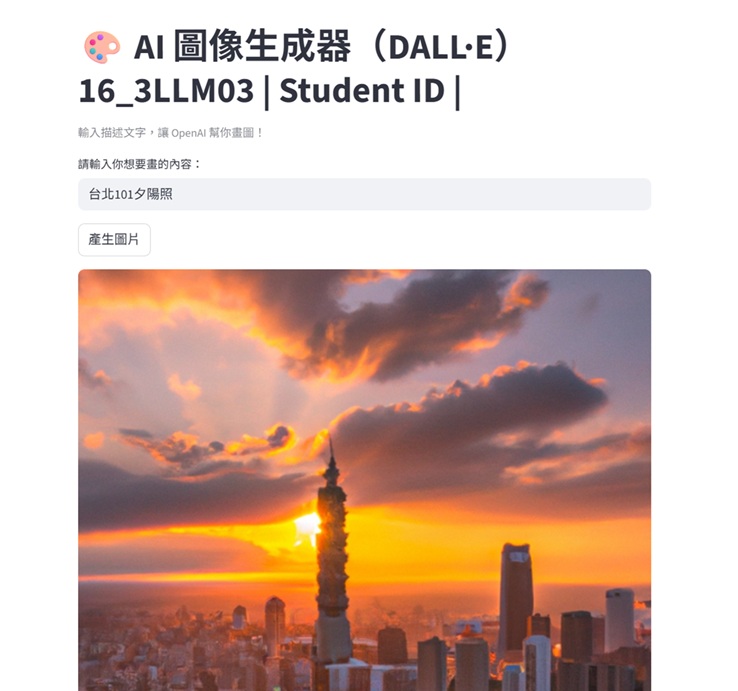 🎨 AI 圖像生成器（DALL·E）
16_3LLM03 | Student ID |
輸入描述文字，讓 OpenAI 幫你畫圖！
請輸入你想要畫的內容：
台北101夕陽照
產生圖片